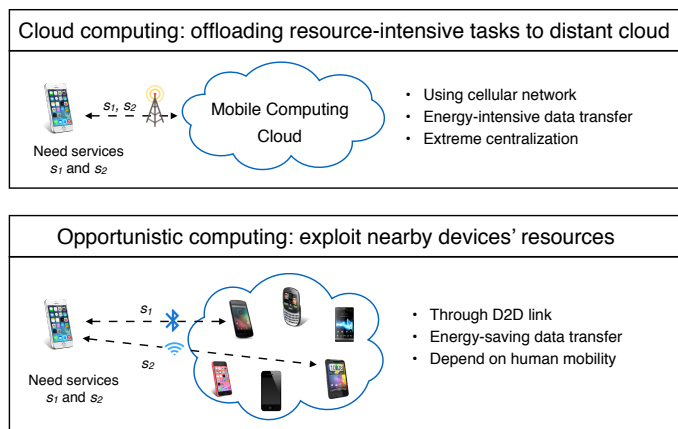 Cloud computing: offloading resource-intensive tasks to distant cloud
s1, s2
Mobile Computing
Cloud
Need services
s1 and s2
• Using cellular network
• Energy-intensive data transfer
• Extreme centralization
Opportunistic computing: exploit nearby devices’ resources
s1
s2
Need services
s1 and s2
• Through D2D link
• Energy-saving data transfer
• Depend on human mobility